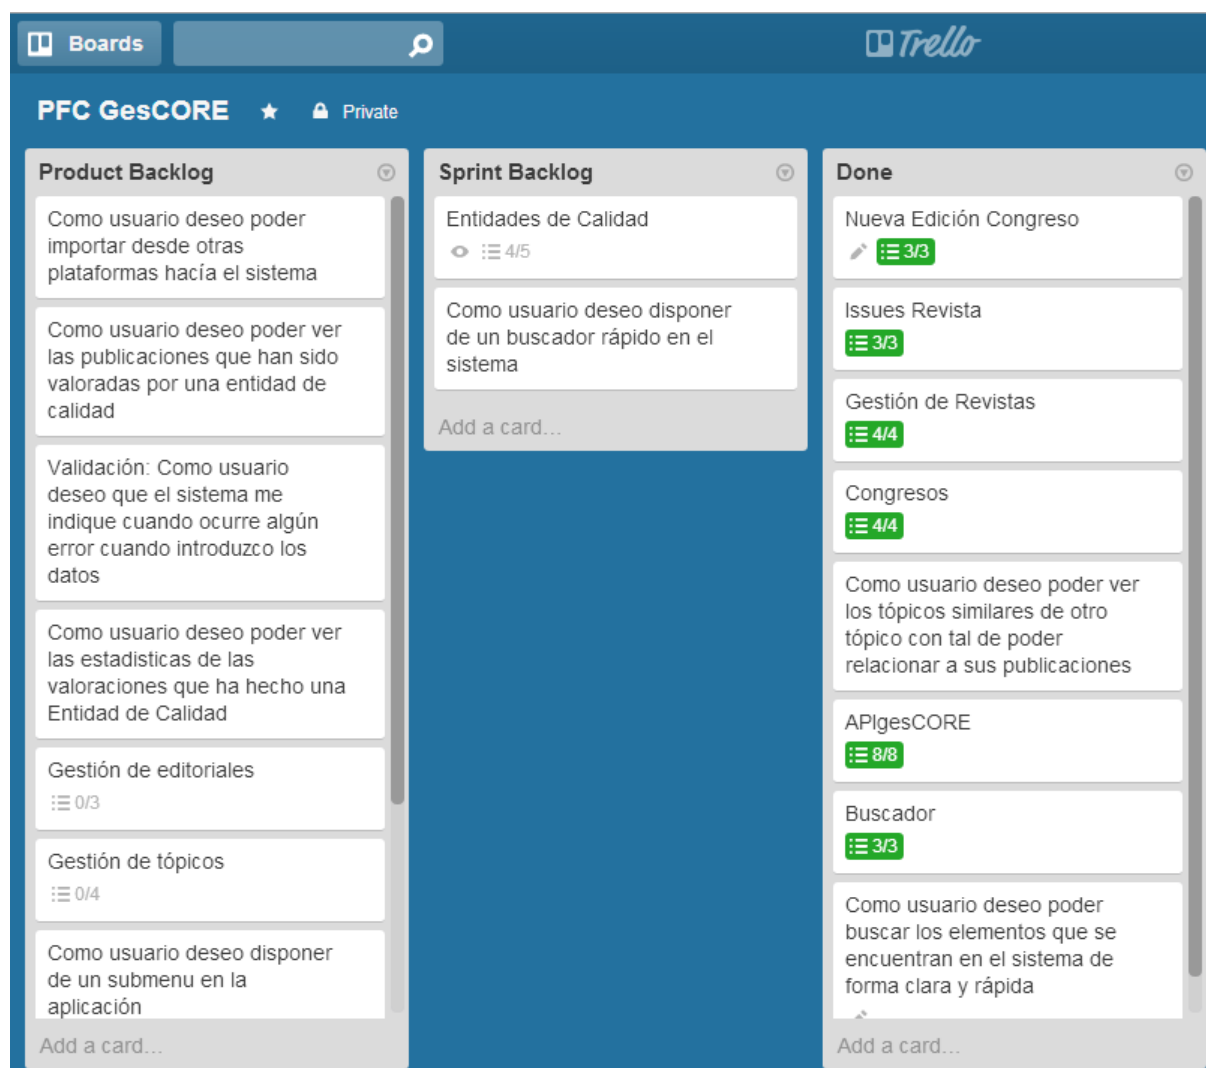 Boards
Trello
PFC GesCORE
Private
Product Backlog
Como usuario deseo poder
importar desde otras
plataformas hacía el sistema
Como usuario deseo poder ver
las publicaciones que han sido
valoradas por una entidad de
calidad
Validación: Como usuario
deseo que el sistema me
indique cuando ocurre algún
error cuando introduzco los
datos
Como usuario deseo poder ver
las estadisticas de las
valoraciones que ha hecho una
Entidad de Calidad
Gestión de editoriales
0/3
Gestión de tópicos
0/4
Como usuario deseo disponer
de un submenu en la
aplicación
Add a card...
Sprint Backlog
Entidades de Calidad
4/5
Como usuario deseo disponer
de un buscador rápido en el
sistema
Add a card...
Done
Nueva Edición Congreso
3/3
Issues Revista
3/3
Gestión de Revistas
4/4
Congresos
4/4
Como usuario deseo poder ver
los tópicos similares de otro
tópico con tal de poder
relacionar a sus publicaciones
APIgesCORE
8/8
Buscador
3/3
Como usuario deseo poder
buscar los elementos que se
encuentran en el sistema de
forma clara y rápida
Add a card...